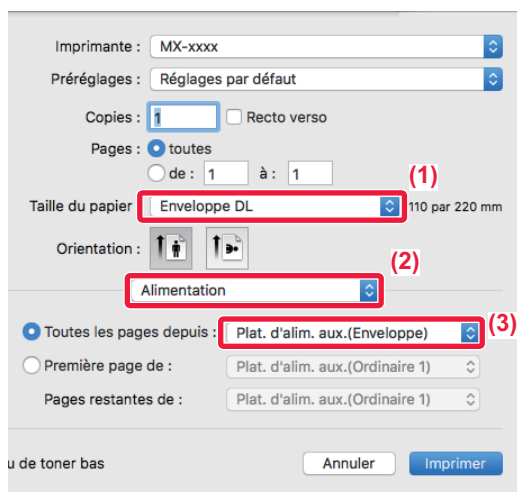 Imprimante : MX-xxxx
Préréglages : Réglages par défaut
Copies : 1 Recto verso
Pages : toutes
de : 1 à : 1
(1)
Taille du papier Enveloppe DL 110 par 220 mm
Orientation :
(2)
Alimentation
Toutes les pages depuis : Plat. d'alim. aux.(Enveloppe) (3)
Première page de : Plat. d'alim. aux.(Ordinaire 1)
Pages restantes de : Plat. d'alim. aux.(Ordinaire 1)
u de toner bas Annuler Imprimer